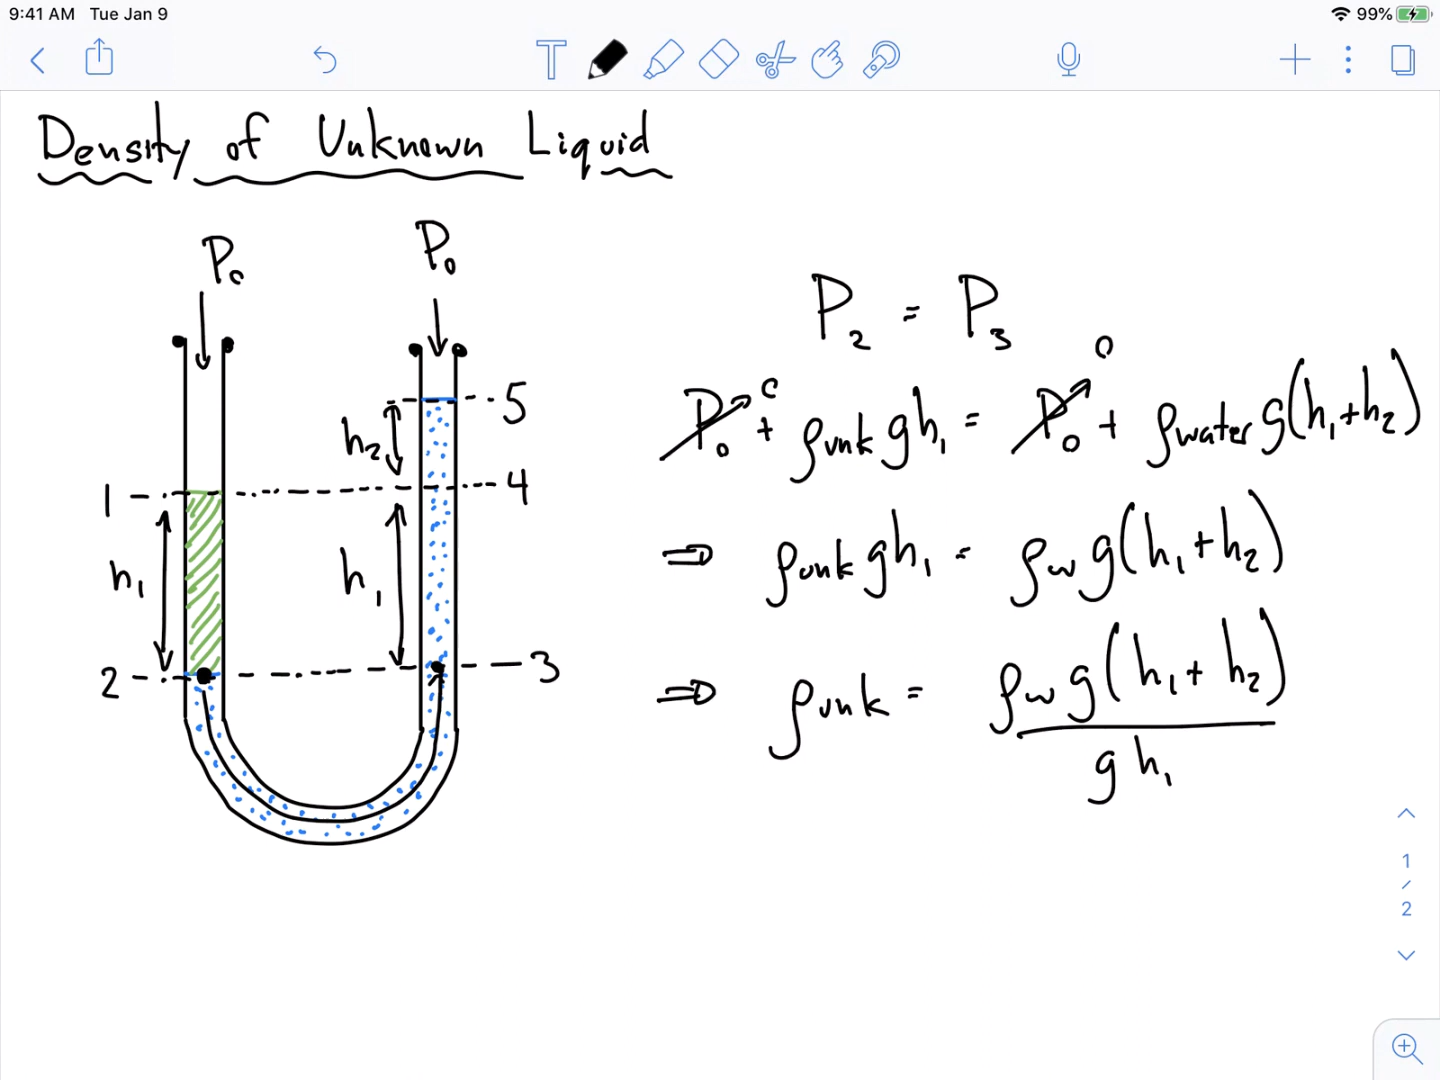 9:41 AM Tue Jan 9
99%
T
Density of Unknown Liquid
P₀
P₀
5
h₂
4
1
h₁
h₁
2
3
P₂ = P₃
P₀ 0 + ρunk gh₁ = P₀ 0 + ρwater g(h₁+h₂)
⇒ ρunk gh₁ = ρw g(h₁+h₂)
⇒ ρunk = ρw g(h₁+h₂)
g h₁
1
/
2